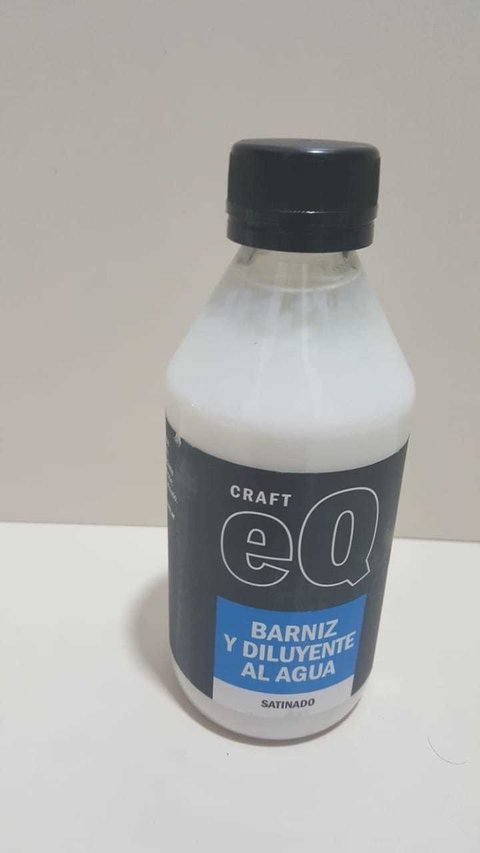 CRAFT
eQ
BARNIZ
Y DILUYENTE
AL AGUA
SATINADO